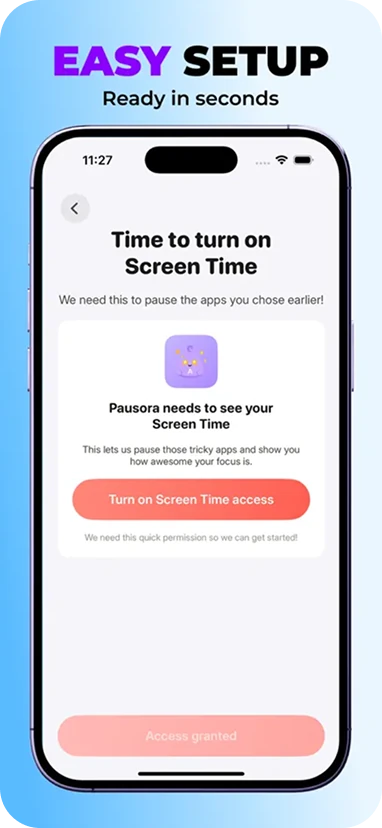 EASY SETUP
Ready in seconds
11:27
Time to turn on
Screen Time
We need this to pause the apps you chose earlier!
Pausora needs to see your
Screen Time
This lets us pause those tricky apps and show you
how awesome your focus is.
Turn on Screen Time access
We need this quick permission so we can get started!
Access granted